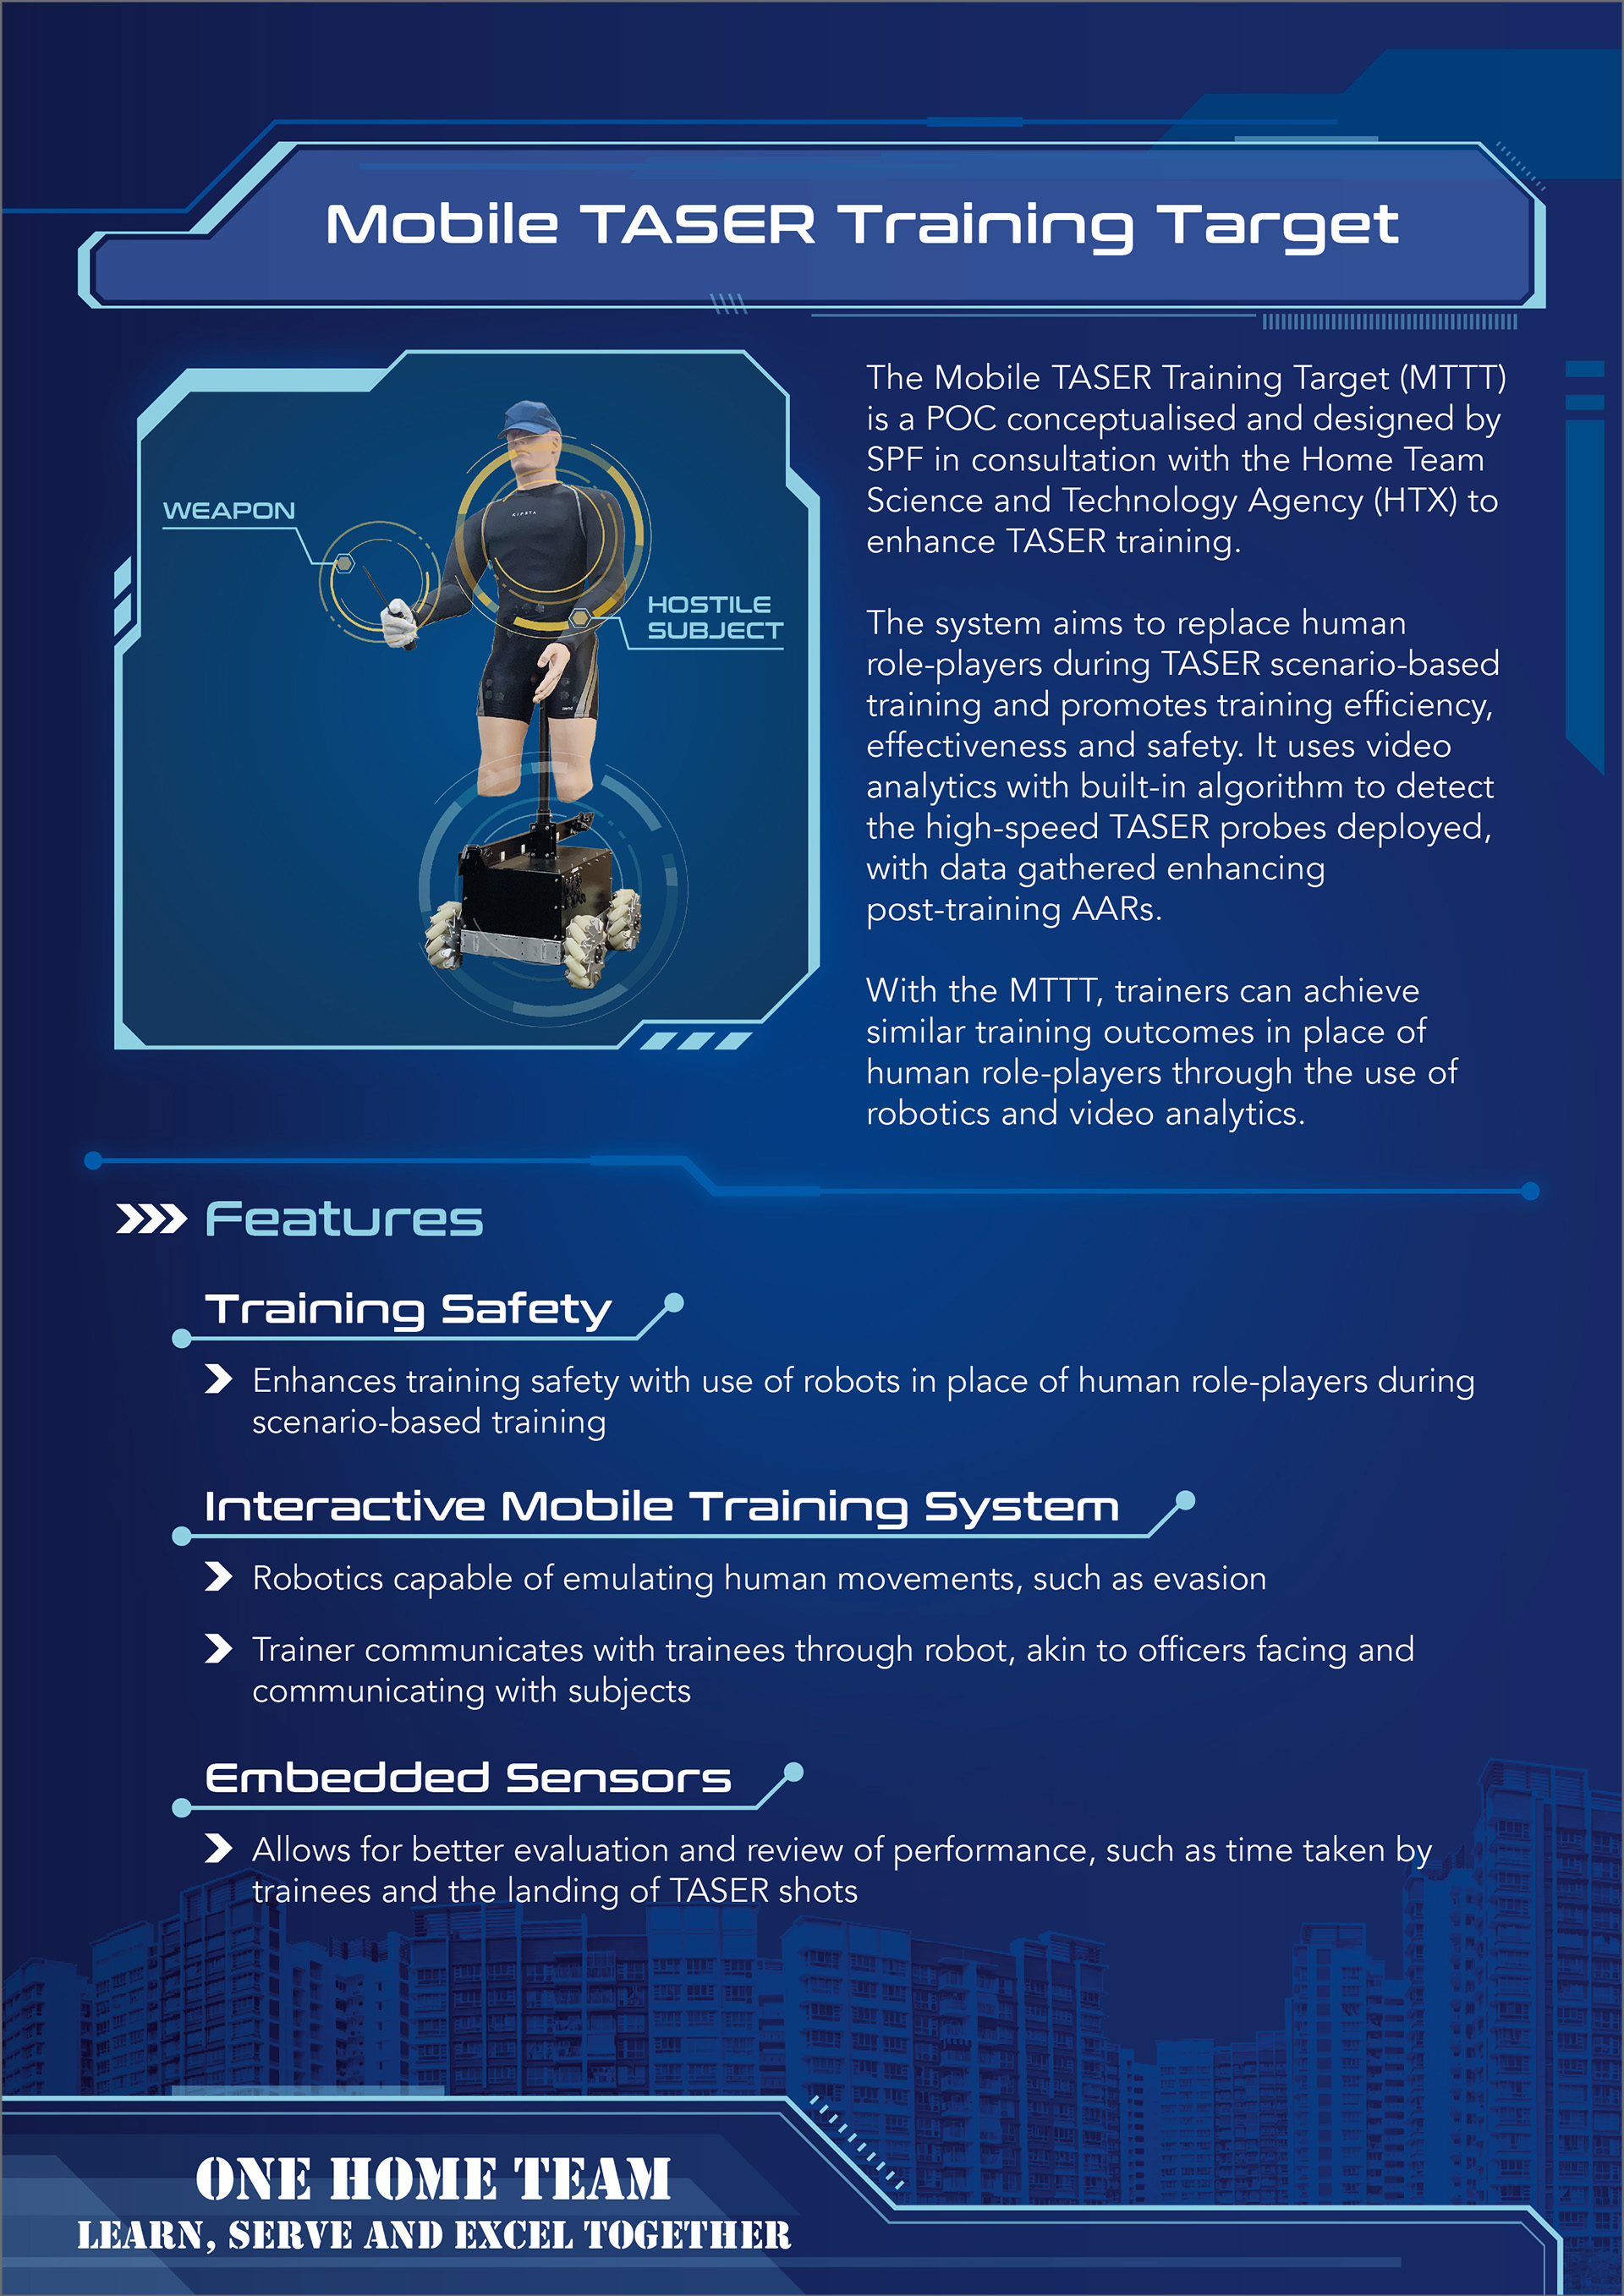 Mobile TASER Training Target
WEAPON
HOSTILE
SUBJECT
The Mobile TASER Training Target (MTTT)
is a POC conceptualised and designed by
SPF in consultation with the Home Team
Science and Technology Agency (HTX) to
enhance TASER training.
The system aims to replace human
role-players during TASER scenario-based
training and promotes training efficiency,
effectiveness and safety. It uses video
analytics with built-in algorithm to detect
the high-speed TASER probes deployed,
with data gathered enhancing
post-training AARs.
With the MTTT, trainers can achieve
similar training outcomes in place of
human role-players through the use of
robotics and video analytics.
Features
Training Safety
Enhances training safety with use of robots in place of human role-players during
scenario-based training
Interactive Mobile Training System
Robotics capable of emulating human movements, such as evasion
Trainer communicates with trainees through robot, akin to officers facing and
communicating with subjects
Embedded Sensors
Allows for better evaluation and review of performance, such as time taken by
trainees and the landing of TASER shots
ONE HOME TEAM
LEARN, SERVE AND EXCEL TOGETHER